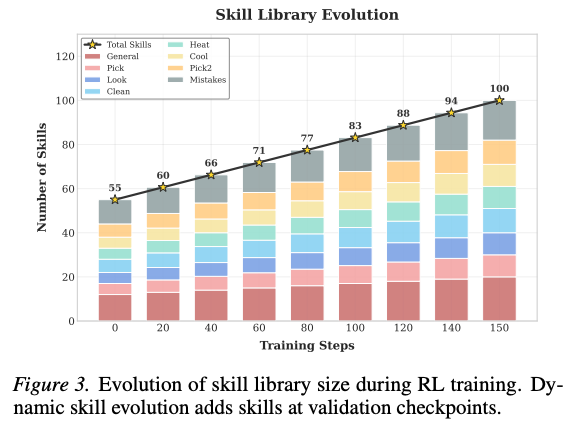 Skill Library Evolution
Total Skills
General
Pick
Look
Clean
Heat
Cool
Pick2
Mistakes
Number of Skills
120
100
80
60
40
20
0
55
60
66
71
77
83
88
94
100
0
20
40
60
80
100
120
140
150
Training Steps
Figure 3. Evolution of skill library size during RL training. Dy-
namic skill evolution adds skills at validation checkpoints.